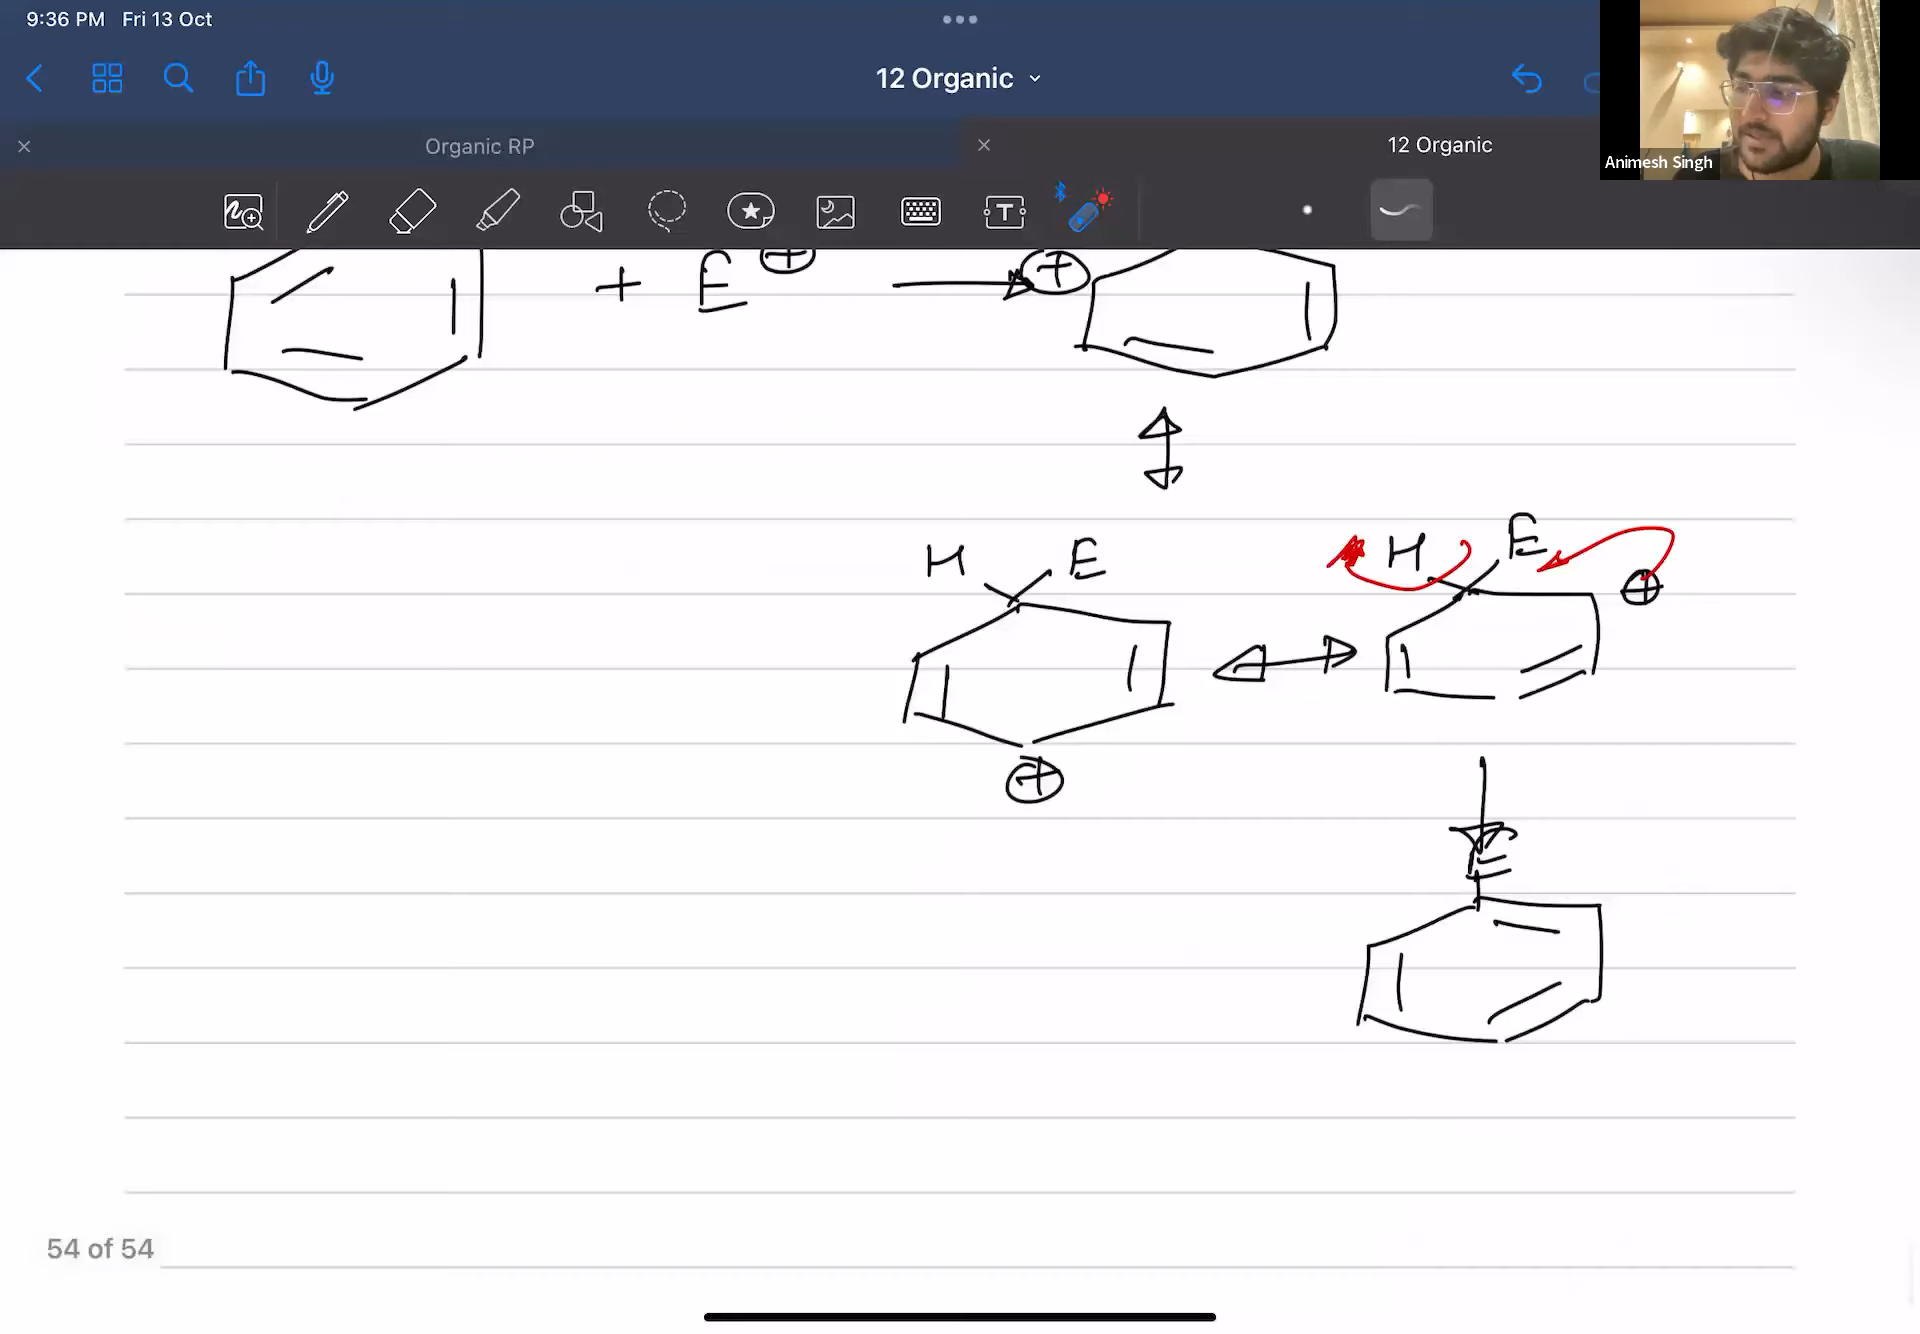 9:36 PM Fri 13 Oct
12 Organic
Organic RP
12 Organic
Animesh Singh
T
+ E ⊕ ⊕
H E H E ⊕
⊕
E
54 of 54